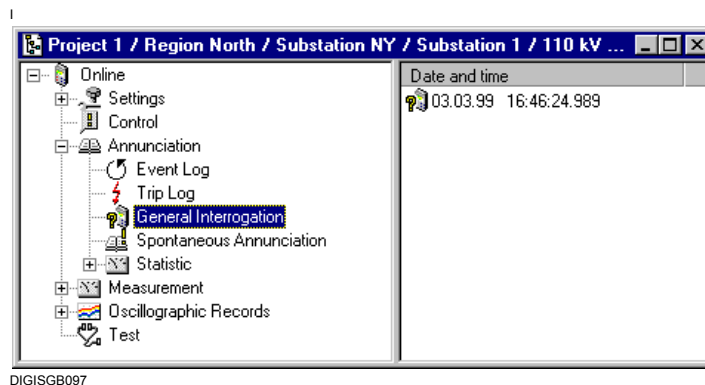 I
Project 1 / Region North / Substation NY / Substation 1 / 110 kV ...
Online
Settings
Control
Annunciation
Event Log
Trip Log
General Interrogation
Spontaneous Annunciation
Statistic
Measurement
Oscillographic Records
Test
Date and time
03.03.99 16:46:24.989
DIGISGB097